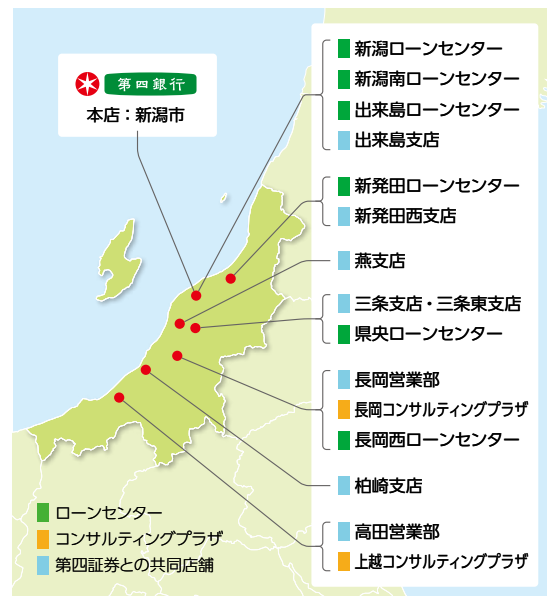 第四銀行
本店：新潟市
新潟ローンセンター
新潟南ローンセンター
出来島ローンセンター
出来島支店
新発田ローンセンター
新発田西支店
燕支店
三条支店・三条東支店
県央ローンセンター
長岡営業部
長岡コンサルティングプラザ
長岡西ローンセンター
柏崎支店
高田営業部
上越コンサルティングプラザ
ローンセンター
コンサルティングプラザ
第四証券との共同店舗